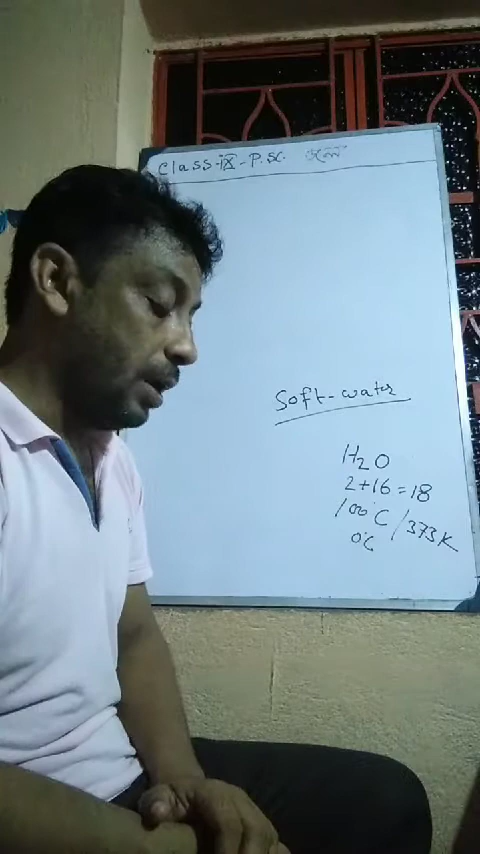 Class-IX-P.SC.
Soft-water
H2O
2+16=18
100°C/373K
0°C